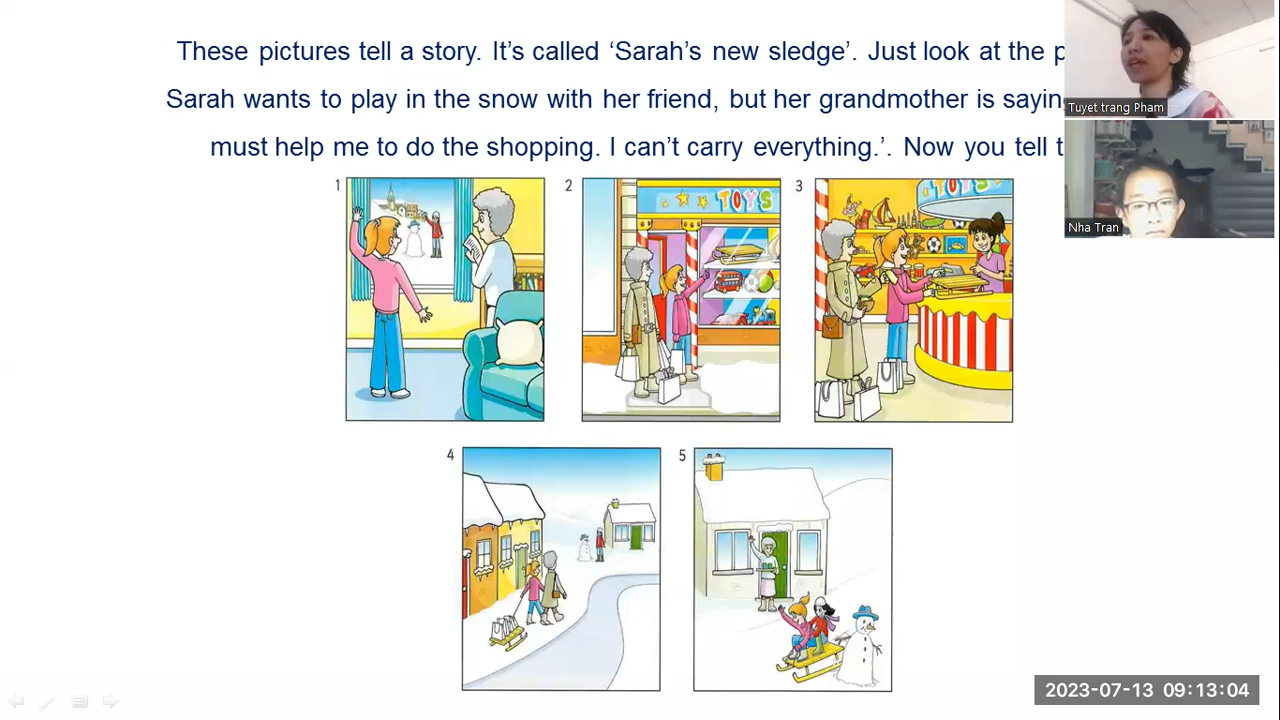 These pictures tell a story. It’s called ‘Sarah’s new sledge’. Just look at the
Sarah wants to play in the snow with her friend, but her grandmother is
must help me to do the shopping. I can’t carry everything.’. Now you tell
Tuyet trang Pham
Nha Tran
1
2
3
TOYS
TOYS
4
5
2023-07-13 09:13:04